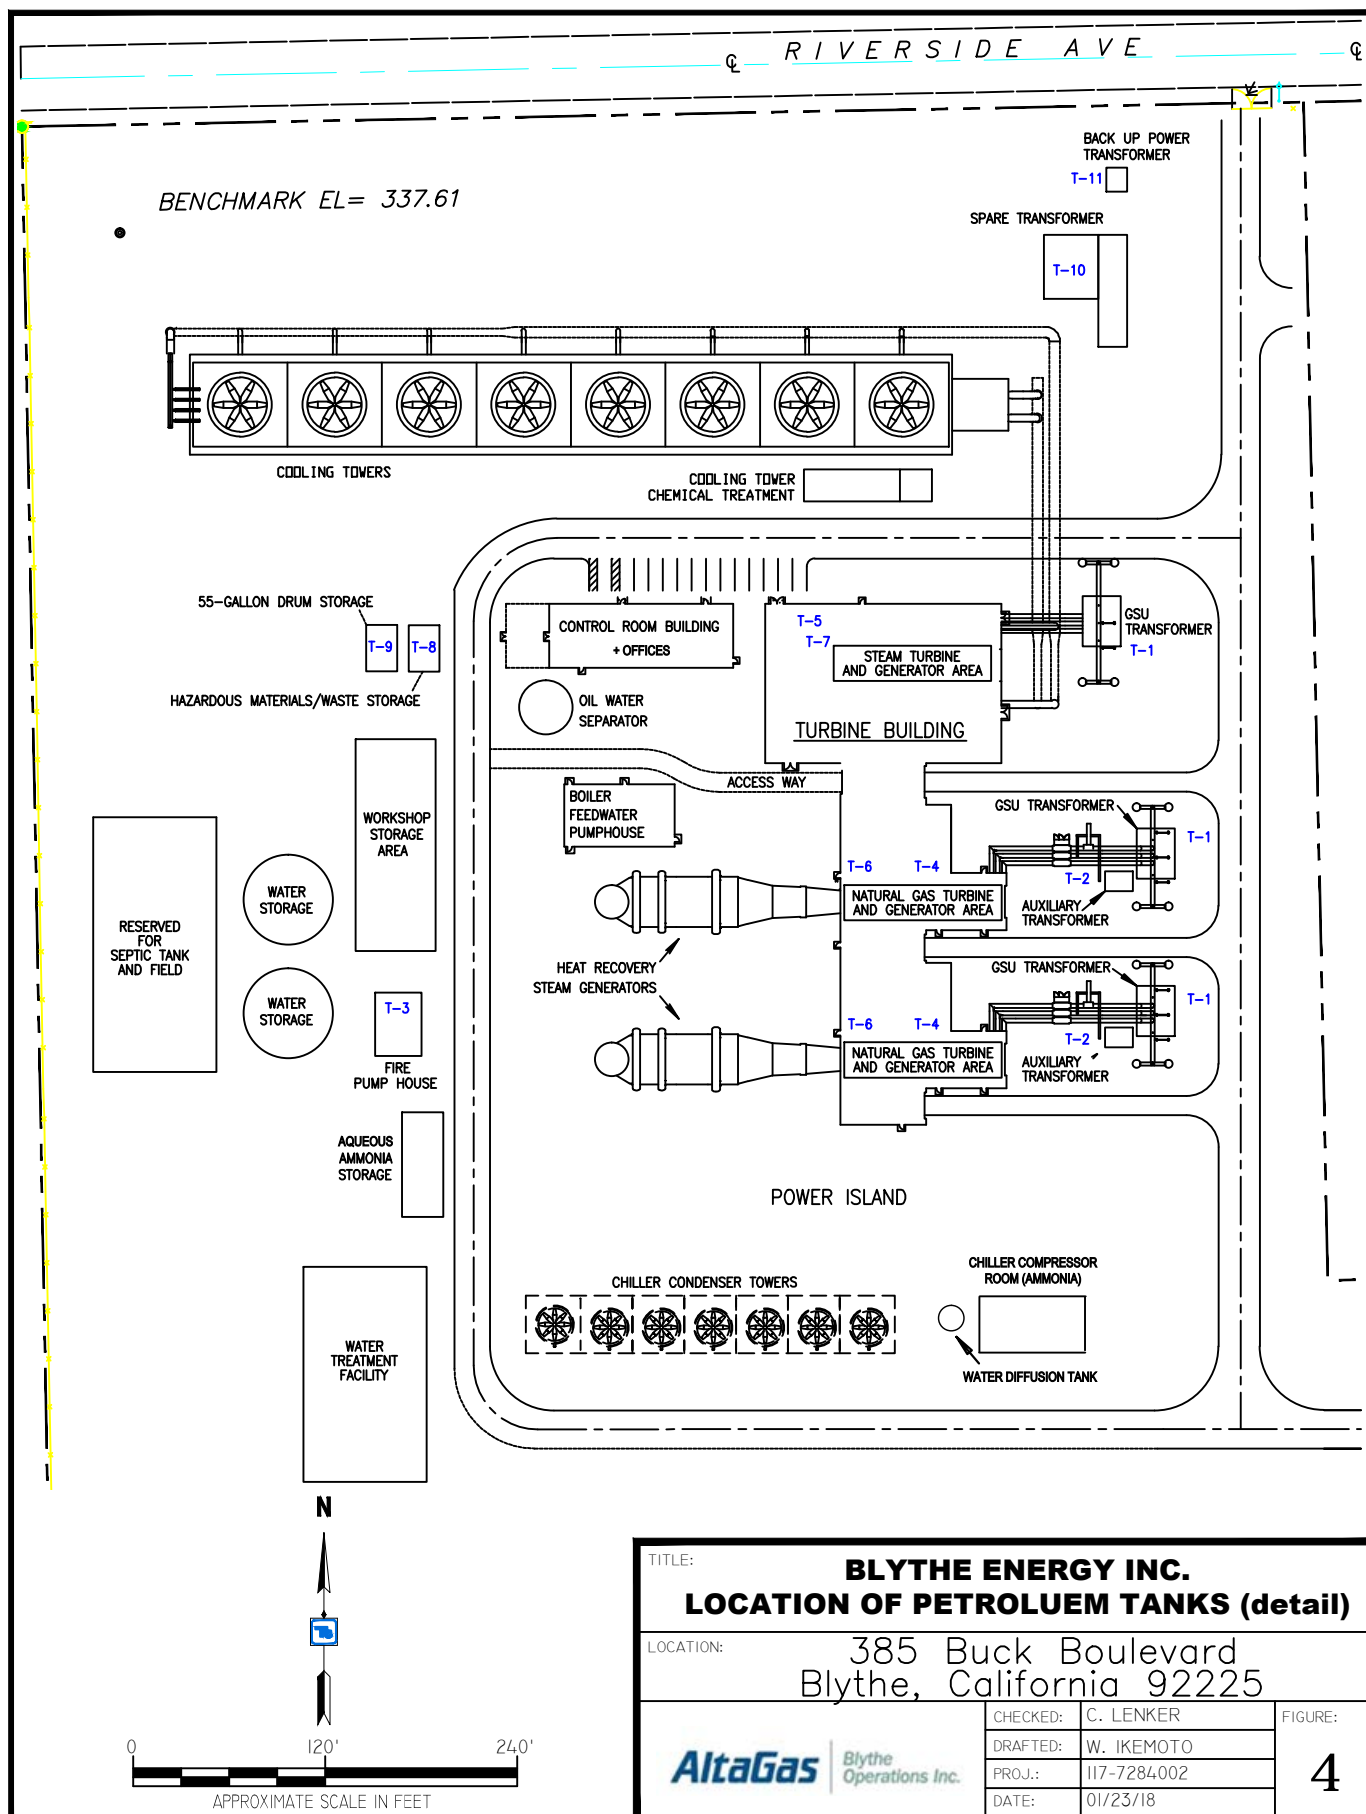 ℄ RIVERSIDE AVE ℄
BACK UP POWER
TRANSFORMER
T-11
BENCHMARK EL= 337.61
SPARE TRANSFORMER
T-10
COOLING TOWERS
COOLING TOWER
CHEMICAL TREATMENT
55-GALLON DRUM STORAGE
T-9
T-8
HAZARDOUS MATERIALS/WASTE STORAGE
CONTROL ROOM BUILDING
+ OFFICES
OIL WATER
SEPARATOR
T-5
T-7
STEAM TURBINE
AND GENERATOR AREA
TURBINE BUILDING
GSU
TRANSFORMER
T-1
ACCESS WAY
BOILER
FEEDWATER
PUMPHOUSE
WORKSHOP
STORAGE
AREA
GSU TRANSFORMER
T-1
T-6
T-4
T-2
NATURAL GAS TURBINE
AND GENERATOR AREA
AUXILIARY
TRANSFORMER
WATER
STORAGE
RESERVED
FOR
SEPTIC TANK
AND FIELD
HEAT RECOVERY
STEAM GENERATORS
GSU TRANSFORMER
T-1
WATER
STORAGE
T-3
FIRE
PUMP HOUSE
T-6
T-4
T-2
NATURAL GAS TURBINE
AND GENERATOR AREA
AUXILIARY
TRANSFORMER
AQUEOUS
AMMONIA
STORAGE
POWER ISLAND
CHILLER CONDENSER TOWERS
CHILLER COMPRESSOR
ROOM (AMMONIA)
WATER DIFFUSION TANK
WATER
TREATMENT
FACILITY
N
0 120' 240'
APPROXIMATE SCALE IN FEET
TITLE:
BLYTHE ENERGY INC.
LOCATION OF PETROLUEM TANKS (detail)
LOCATION:
385 Buck Boulevard
Blythe, California 92225
AltaGas
Blythe
Operations Inc.
CHECKED: C. LENKER
DRAFTED: W. IKEMOTO
PROJ.: 117-7284002
DATE: 01/23/18
FIGURE:
4